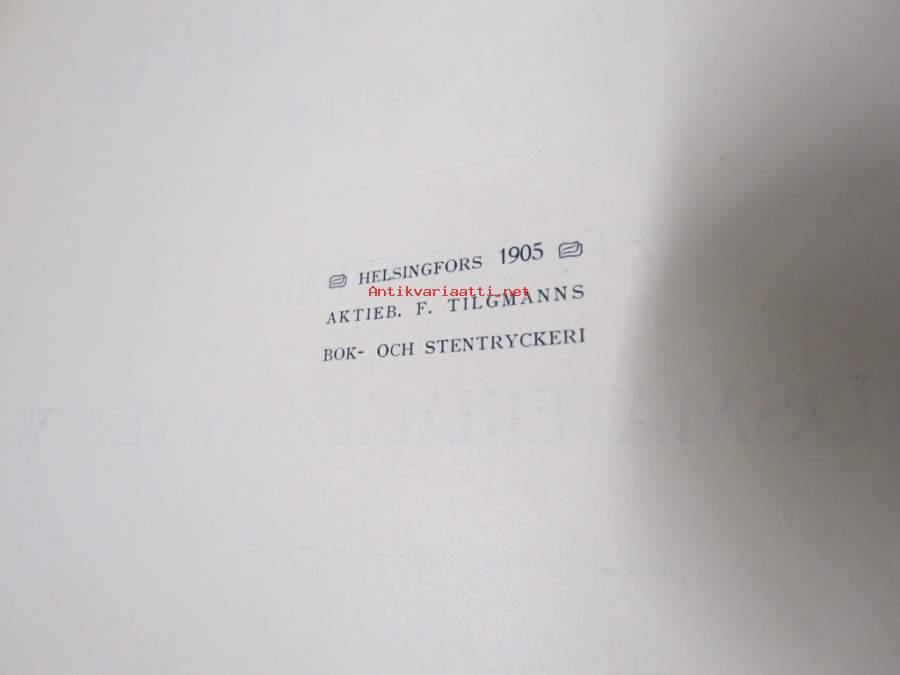 HELSINGFORS 1905
Antikvariaatti.net
AKTIEB. F. TILGMANNS
BOK- OCH STENTRYCKERI